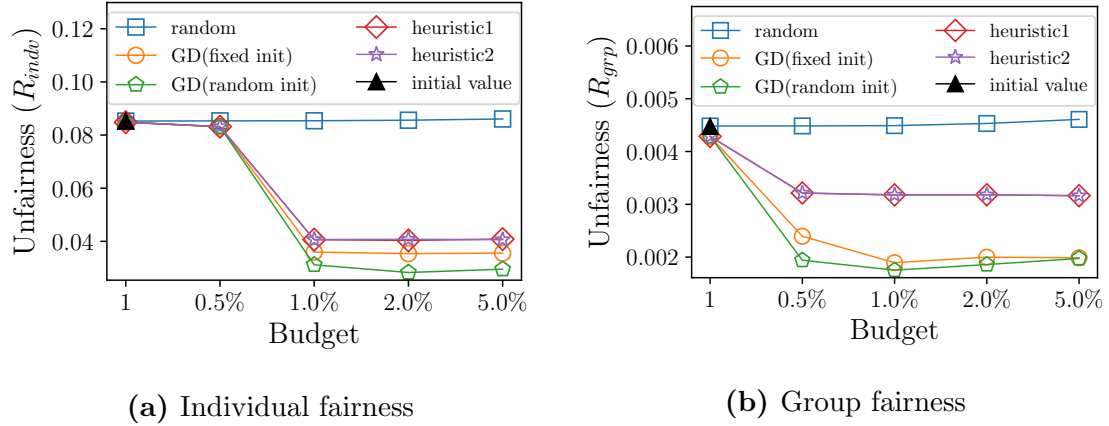 0.12
0.10
0.08
0.06
0.04
Unfairness (R_indv)
random
GD(fixed init)
GD(random init)
heuristic1
heuristic2
initial value
1 0.5% 1.0% 2.0% 5.0%
Budget
(a) Individual fairness
0.006
0.005
0.004
0.003
0.002
Unfairness (R_grp)
random
GD(fixed init)
GD(random init)
heuristic1
heuristic2
initial value
1 0.5% 1.0% 2.0% 5.0%
Budget
(b) Group fairness